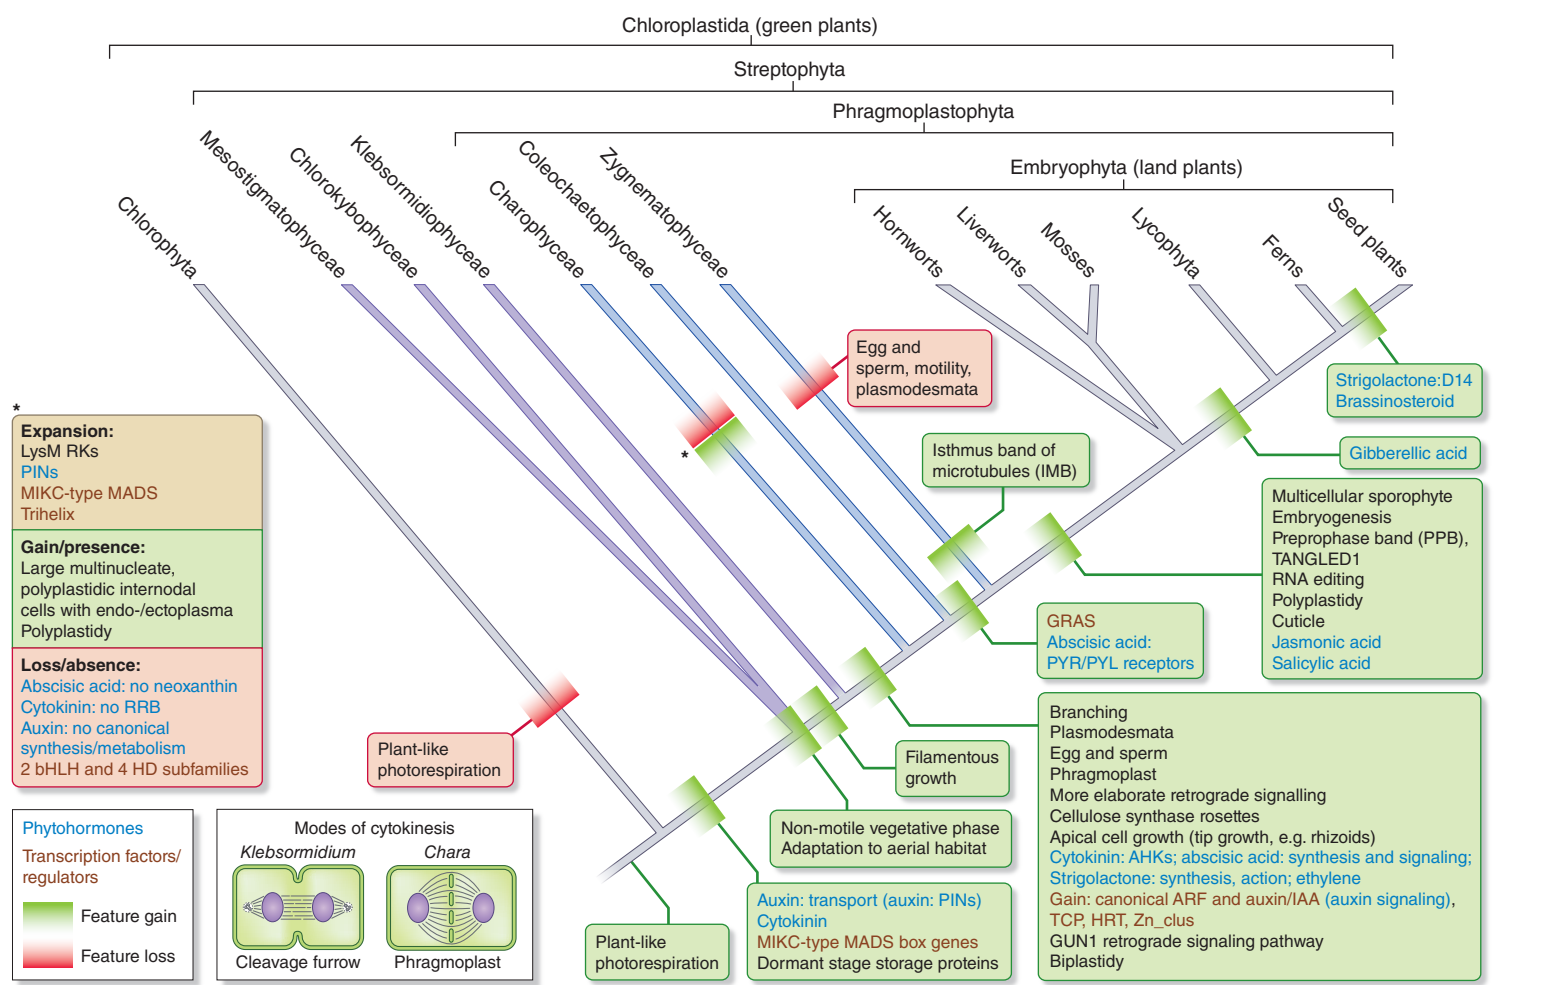 Chloroplastida (green plants)
Streptophyta
Phragmoplastophyta
Embryophyta (land plants)
Chlorophyta
Mesostigmatophyceae
Chlorokybophyceae
Klebsormidiophyceae
Charophyceae
Coleochaetophyceae
Zygnematophyceae
Hornworts
Liverworts
Mosses
Lycophyta
Ferns
Seed plants
Egg and
sperm, motility,
plasmodesmata
Strigolactone:D14
Brassinosteroid
Gibberellic acid
Isthmus band of
microtubules (IMB)
*
*
Expansion:
LysM RKs
PINs
MIKC-type MADS
Trihelix
Gain/presence:
Large multinucleate,
polyplastidic internodal
cells with endo-/ectoplasma
Polyplastidy
Loss/absence:
Abscisic acid: no neoxanthin
Cytokinin: no RRB
Auxin: no canonical
synthesis/metabolism
2 bHLH and 4 HD subfamilies
Multicellular sporophyte
Embryogenesis
Preprophase band (PPB),
TANGLED1
RNA editing
Polyplastidy
Cuticle
Jasmonic acid
Salicylic acid
GRAS
Abscisic acid:
PYR/PYL receptors
Plant-like
photorespiration
Filamentous
growth
Non-motile vegetative phase
Adaptation to aerial habitat
Branching
Plasmodesmata
Egg and sperm
Phragmoplast
More elaborate retrograde signalling
Cellulose synthase rosettes
Apical cell growth (tip growth, e.g. rhizoids)
Cytokinin: AHKs; abscisic acid: synthesis and signaling;
Strigolactone: synthesis, action; ethylene
Gain: canonical ARF and auxin/IAA (auxin signaling),
TCP, HRT, Zn_clus
GUN1 retrograde signaling pathway
Biplastidy
Phytohormones
Transcription factors/
regulators
Feature gain
Feature loss
Modes of cytokinesis
Klebsormidium
Chara
Cleavage furrow
Phragmoplast
Plant-like
photorespiration
Auxin: transport (auxin: PINs)
Cytokinin
MIKC-type MADS box genes
Dormant stage storage proteins